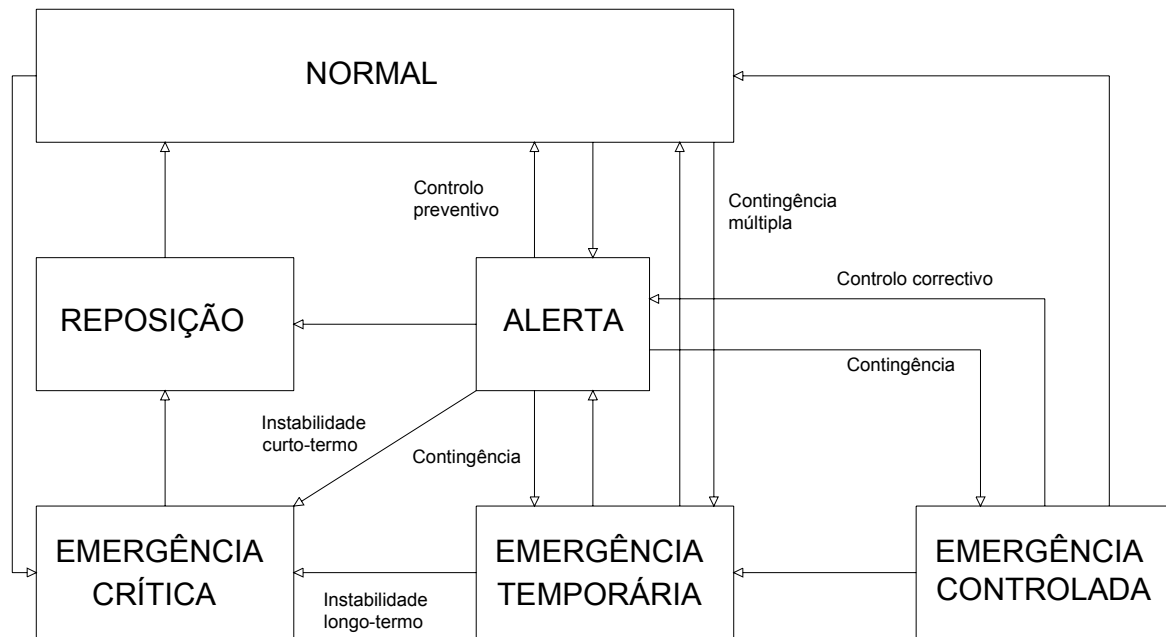 NORMAL
Controlo
preventivo
Contingência
múltipla
REPOSIÇÃO
ALERTA
Controlo correctivo
Contingência
Instabilidade
curto-termo
Contingência
EMERGÊNCIA
CRÍTICA
EMERGÊNCIA
TEMPORÁRIA
EMERGÊNCIA
CONTROLADA
Instabilidade
longo-termo